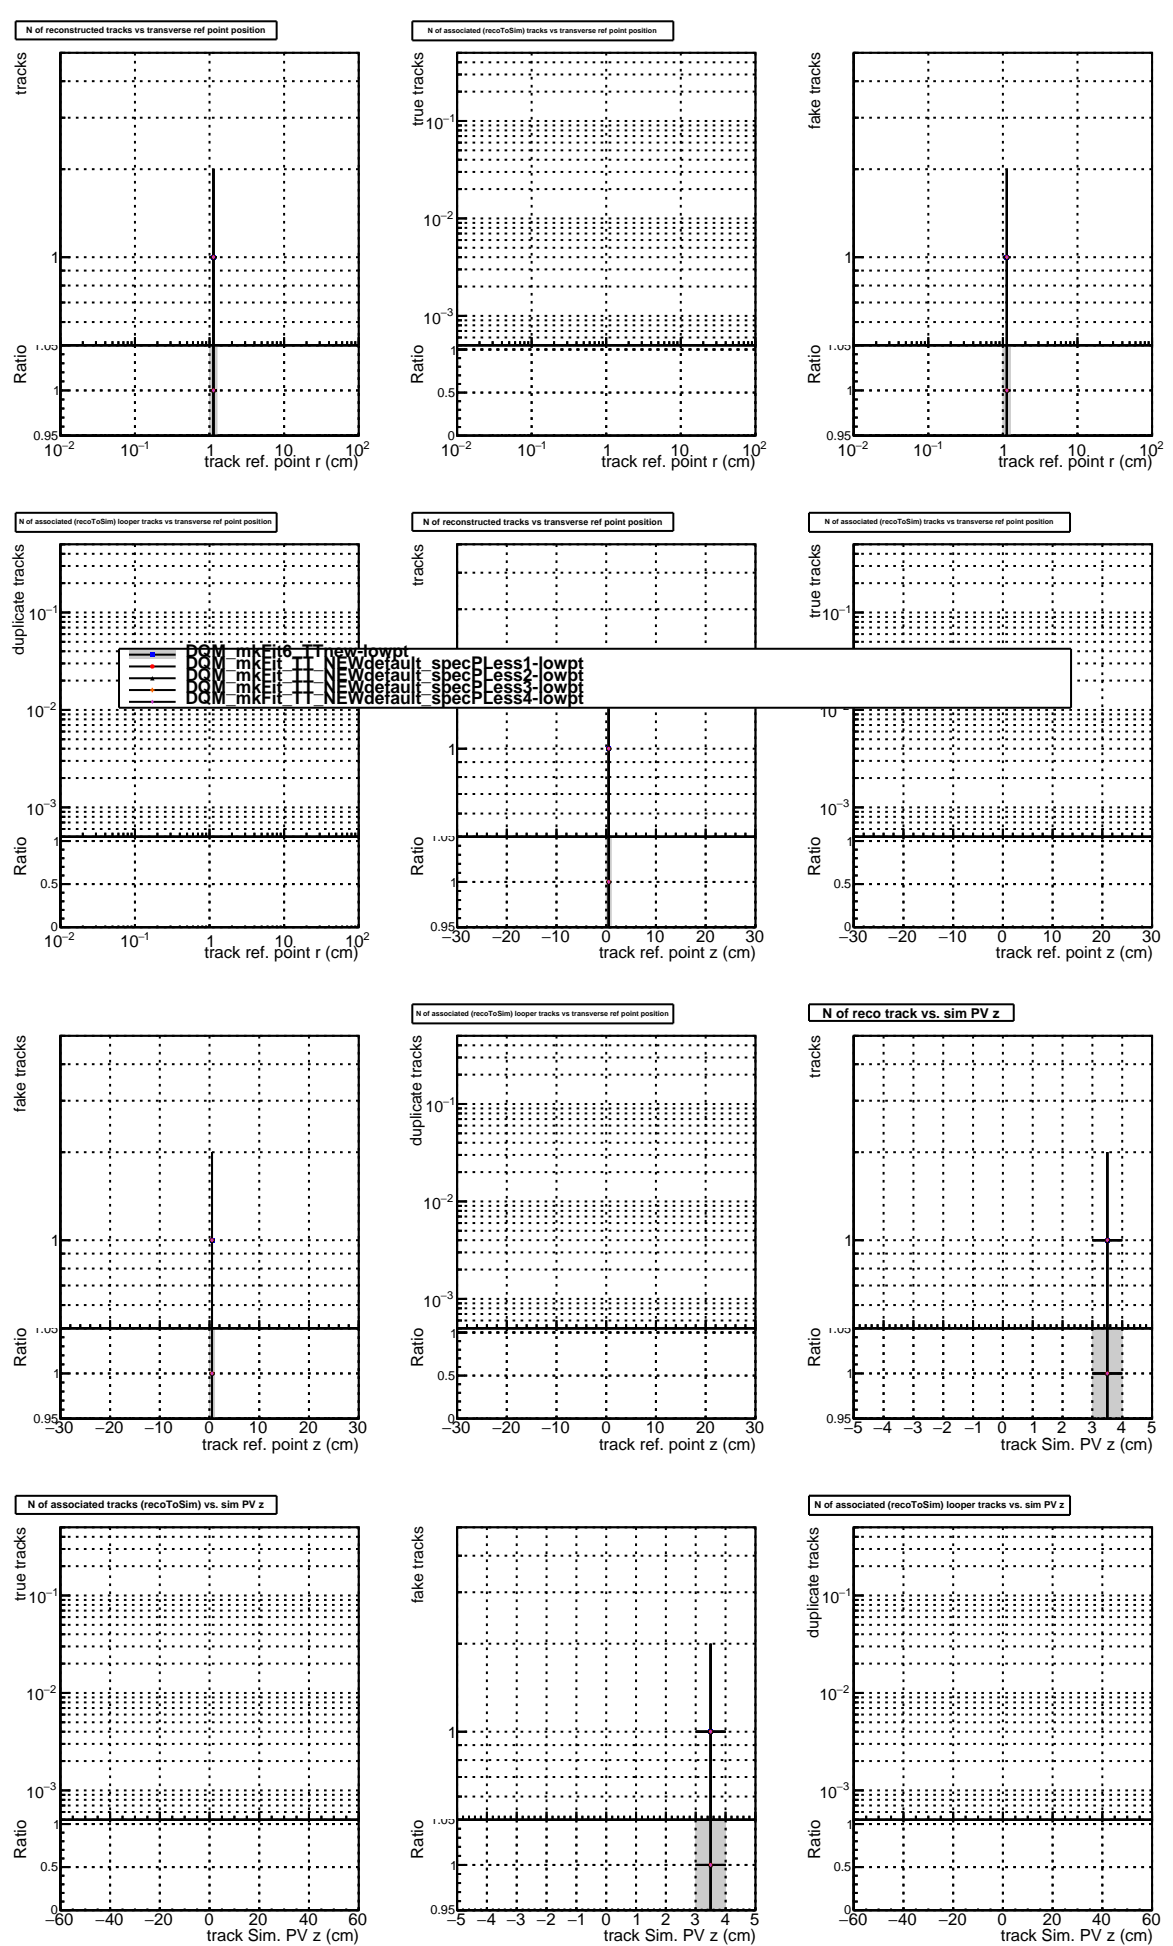 N of reconstructed tracks vs transverse ref point position
N of associated (recoToSim) tracks vs transverse ref point position
tracks
1
1.05
Ratio
1
0.95
10−2 10−1 1 10 102
track ref. point r (cm)
true tracks
10−1
10−2
10−3
Ratio
1
0.5
0
10−2 10−1 1 10 102
track ref. point r (cm)
fake tracks
1
1.05
Ratio
1
0.95
10−2 10−1 1 10 102
track ref. point r (cm)
N of associated (recoToSim) looper tracks vs transverse ref point position
N of reconstructed tracks vs transverse ref point position
N of associated (recoToSim) tracks vs transverse ref point position
duplicate tracks
10−1
10−2
10−3
Ratio
1
0.5
0
10−2 10−1 1 10 102
track ref. point r (cm)
DQM_mkFit6_TTnew-lowpt
DQM_mkFit_TT_NEWdefault_specPLess1-lowpt
DQM_mkFit_TT_NEWdefault_specPLess2-lowpt
DQM_mkFit_TT_NEWdefault_specPLess3-lowpt
DQM_mkFit_TT_NEWdefault_specPLess4-lowpt
tracks
1
1.05
Ratio
1
0.95
−30 −20 −10 0 10 20 30
track ref. point z (cm)
true tracks
10−1
10−2
10−3
Ratio
1
0.5
0
−30 −20 −10 0 10 20 30
track ref. point z (cm)
N of associated (recoToSim) looper tracks vs transverse ref point position
N of reco track vs. sim PV z
fake tracks
1
1.05
Ratio
1
0.95
−30 −20 −10 0 10 20 30
track ref. point z (cm)
duplicate tracks
10−1
10−2
10−3
Ratio
1
0.5
0
−30 −20 −10 0 10 20 30
track ref. point z (cm)
tracks
1
1.05
Ratio
1
0.95
−5 −4 −3 −2 −1 0 1 2 3 4 5
track Sim. PV z (cm)
N of associated tracks (recoToSim) vs. sim PV z
N of associated (recoToSim) looper tracks vs. sim PV z
true tracks
10−1
10−2
10−3
Ratio
1
0.5
0
−60 −40 −20 0 20 40 60
track Sim. PV z (cm)
fake tracks
1
1.05
Ratio
1
0.95
−5 −4 −3 −2 −1 0 1 2 3 4 5
track Sim. PV z (cm)
duplicate tracks
10−1
10−2
10−3
Ratio
1
0.5
0
−60 −40 −20 0 20 40 60
track Sim. PV z (cm)